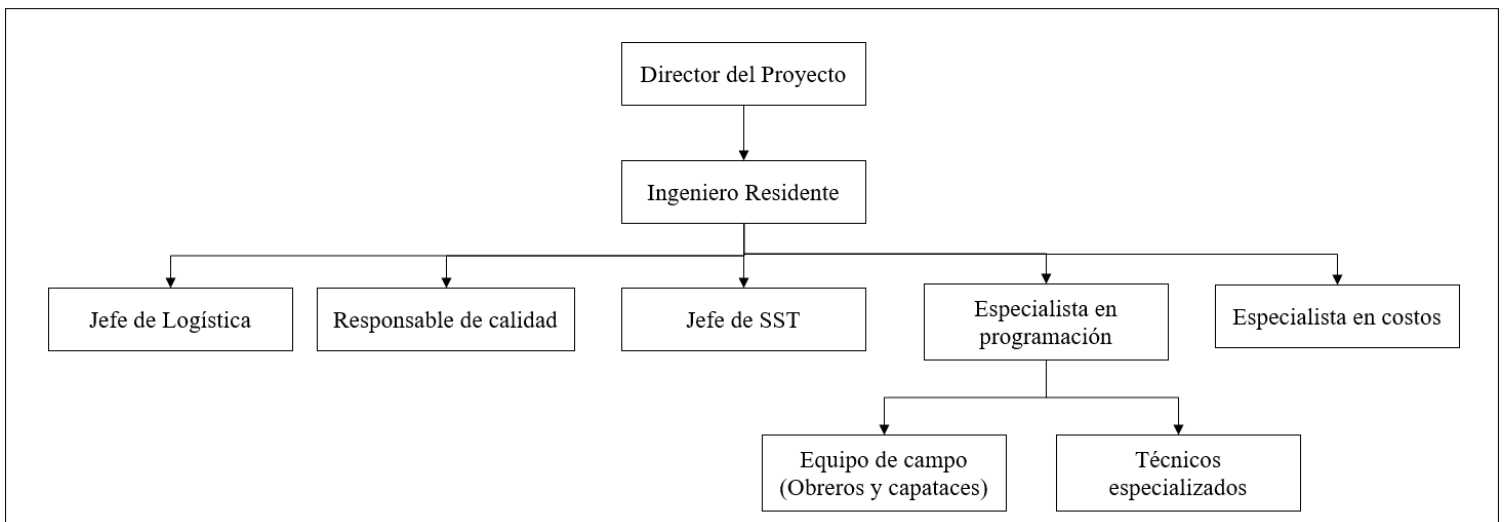 Director del Proyecto
Ingeniero Residente
Jefe de Logística
Responsable de calidad
Jefe de SST
Especialista en
programación
Especialista en costos
Equipo de campo
(Obreros y capataces)
Técnicos
especializados